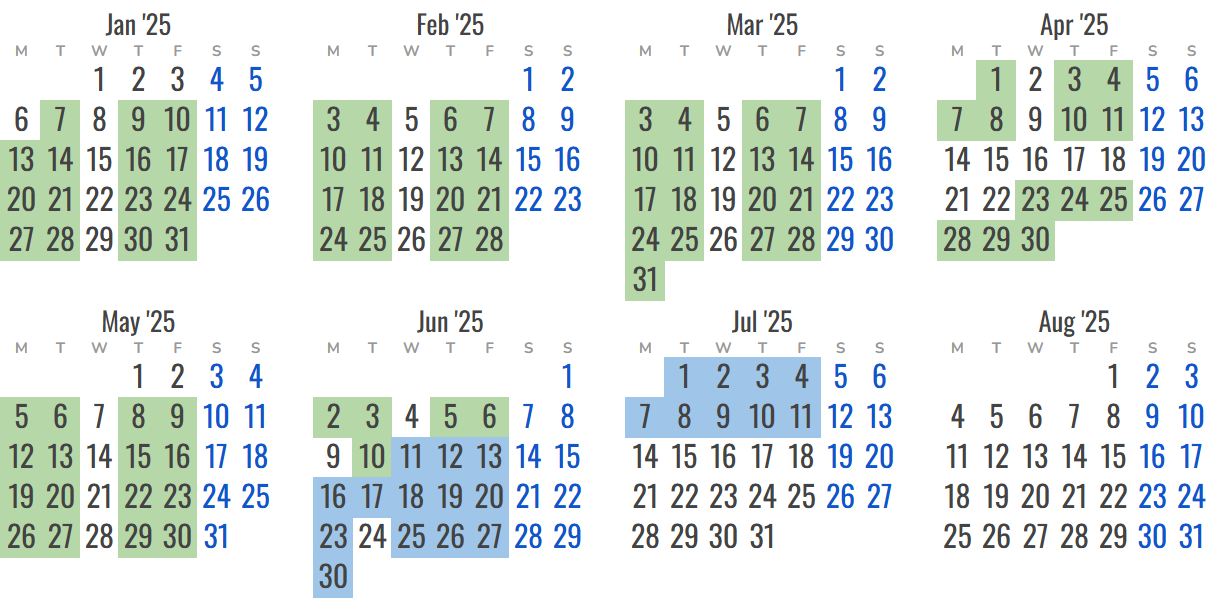 Jan '25 Feb '25 Mar '25 Apr '25
M T W T F S S M T W T F S S M T W T F S S M T W T F S S
1 2 3 4 5 1 2 1 2 1 2 3 4 5 6
6 7 8 9 10 11 12 3 4 5 6 7 8 9 3 4 5 6 7 8 9 7 8 9 10 11 12 13
13 14 15 16 17 18 19 10 11 12 13 14 15 16 10 11 12 13 14 15 16 14 15 16 17 18 19 20
20 21 22 23 24 25 26 17 18 19 20 21 22 23 17 18 19 20 21 22 23 21 22 23 24 25 26 27
27 28 29 30 31 24 25 26 27 28 24 25 26 27 28 29 30 28 29 30
31
May '25 Jun '25 Jul '25 Aug '25
M T W T F S S M T W T F S S M T W T F S S M T W T F S S
1 2 3 4 1 1 2 3 4 5 6 1 2 3
5 6 7 8 9 10 11 2 3 4 5 6 7 8 7 8 9 10 11 12 13 4 5 6 7 8 9 10
12 13 14 15 16 17 18 9 10 11 12 13 14 15 14 15 16 17 18 19 20 11 12 13 14 15 16 17
19 20 21 22 23 24 25 16 17 18 19 20 21 22 21 22 23 24 25 26 27 18 19 20 21 22 23 24
26 27 28 29 30 31 23 24 25 26 27 28 29 28 29 30 31 25 26 27 28 29 30 31
30